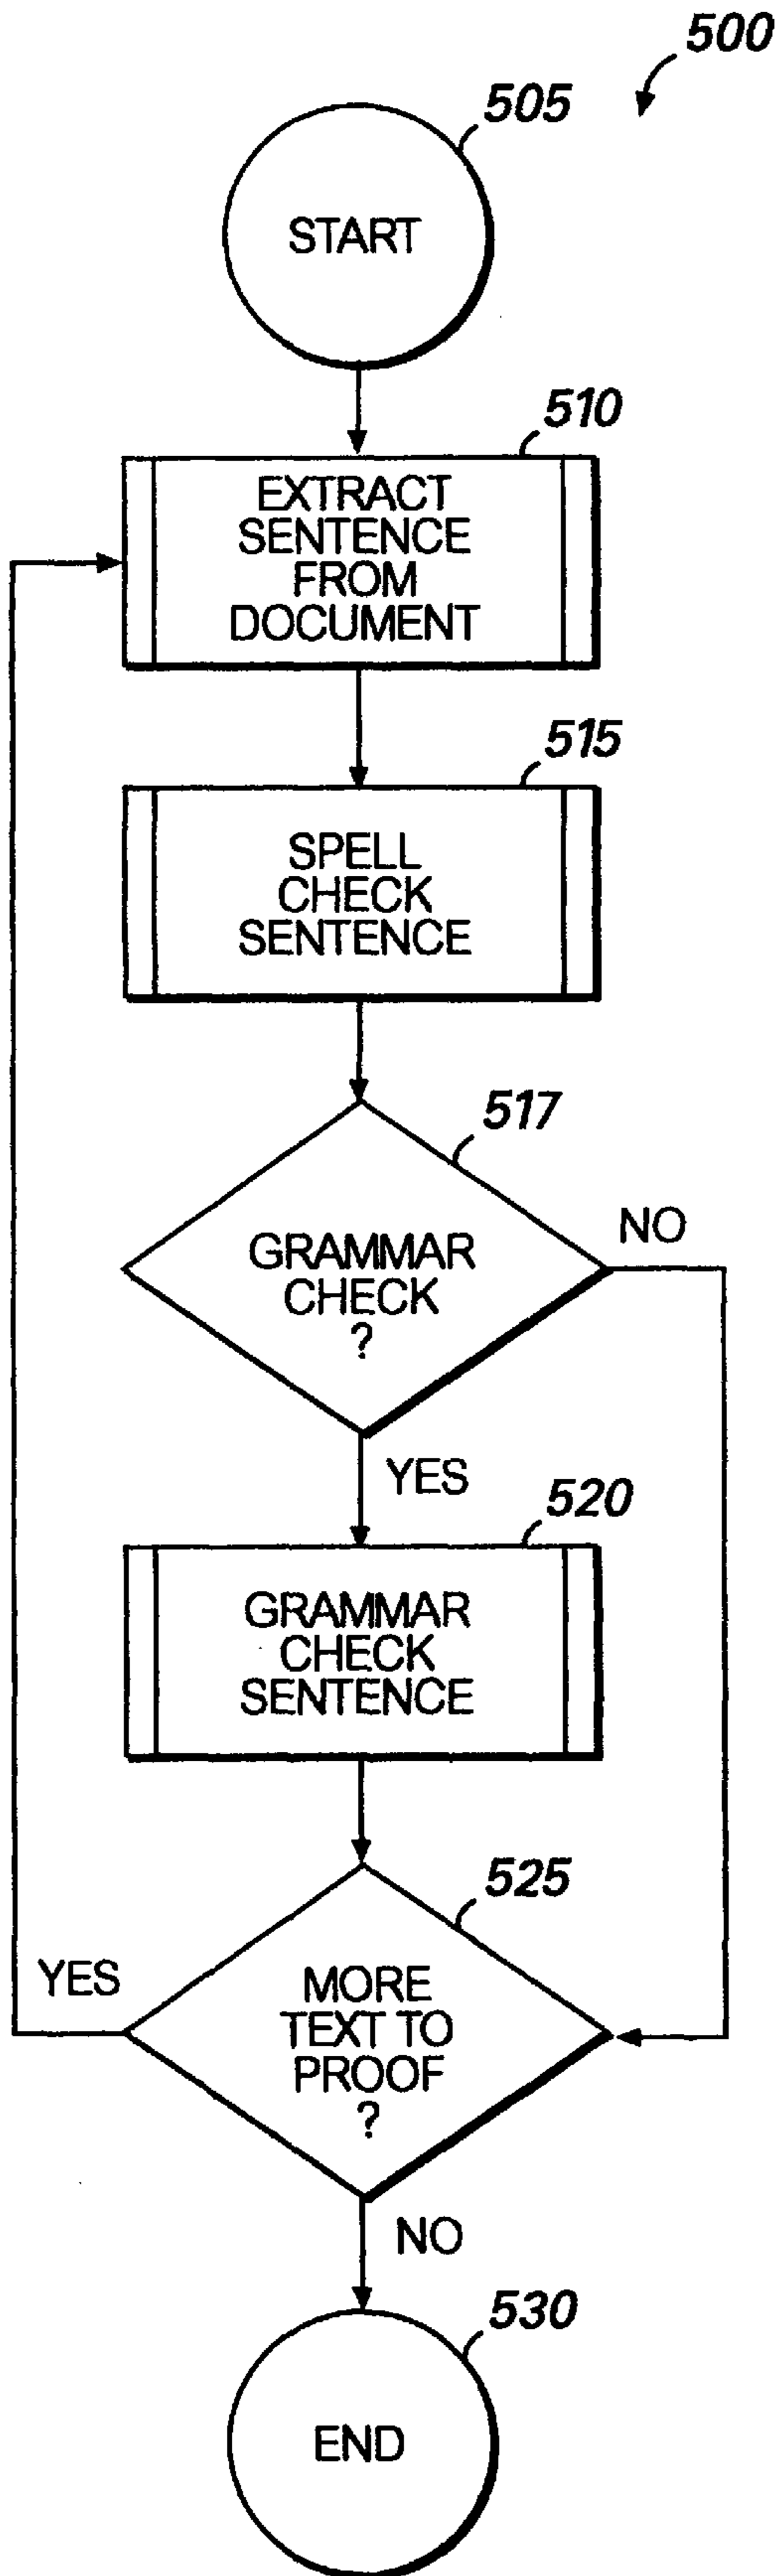 500
505
START
510
EXTRACT
SENTENCE
FROM
DOCUMENT
515
SPELL
CHECK
SENTENCE
517
NO
GRAMMAR
CHECK
?
YES
520
GRAMMAR
CHECK
SENTENCE
525
YES
MORE
TEXT TO
PROOF
?
NO
530
END